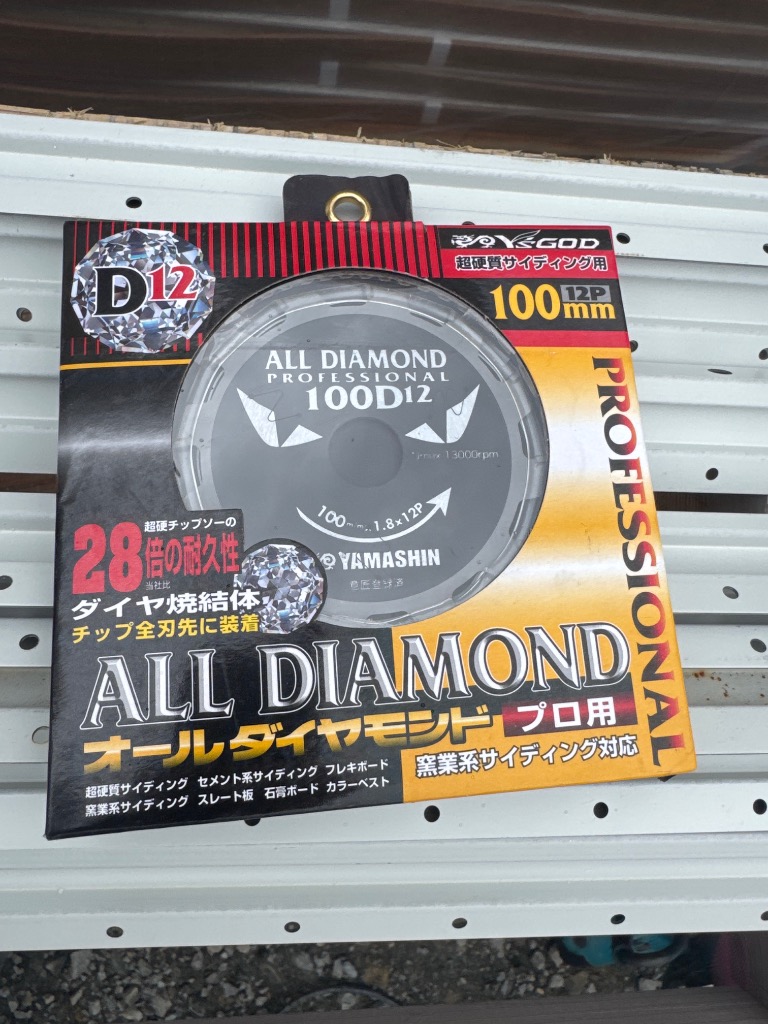 D12
Y'sGOD
超硬質サイディング用
100mm
12P
PROFESSIONAL
ALL DIAMOND
PROFESSIONAL
100D12
13000rpm
100mm×1.8×12P
YAMASHIN
意匠登録済
超硬チップソーの
28倍の耐久性
当社比
ダイヤ焼結体
チップ全刃先に装着
ALL DIAMOND
オールダイヤモンド
プロ用
窯業系サイディング対応
超硬質サイディング セメント系サイディング フレキボード
窯業系サイディング スレート板 石膏ボード カラーベスト